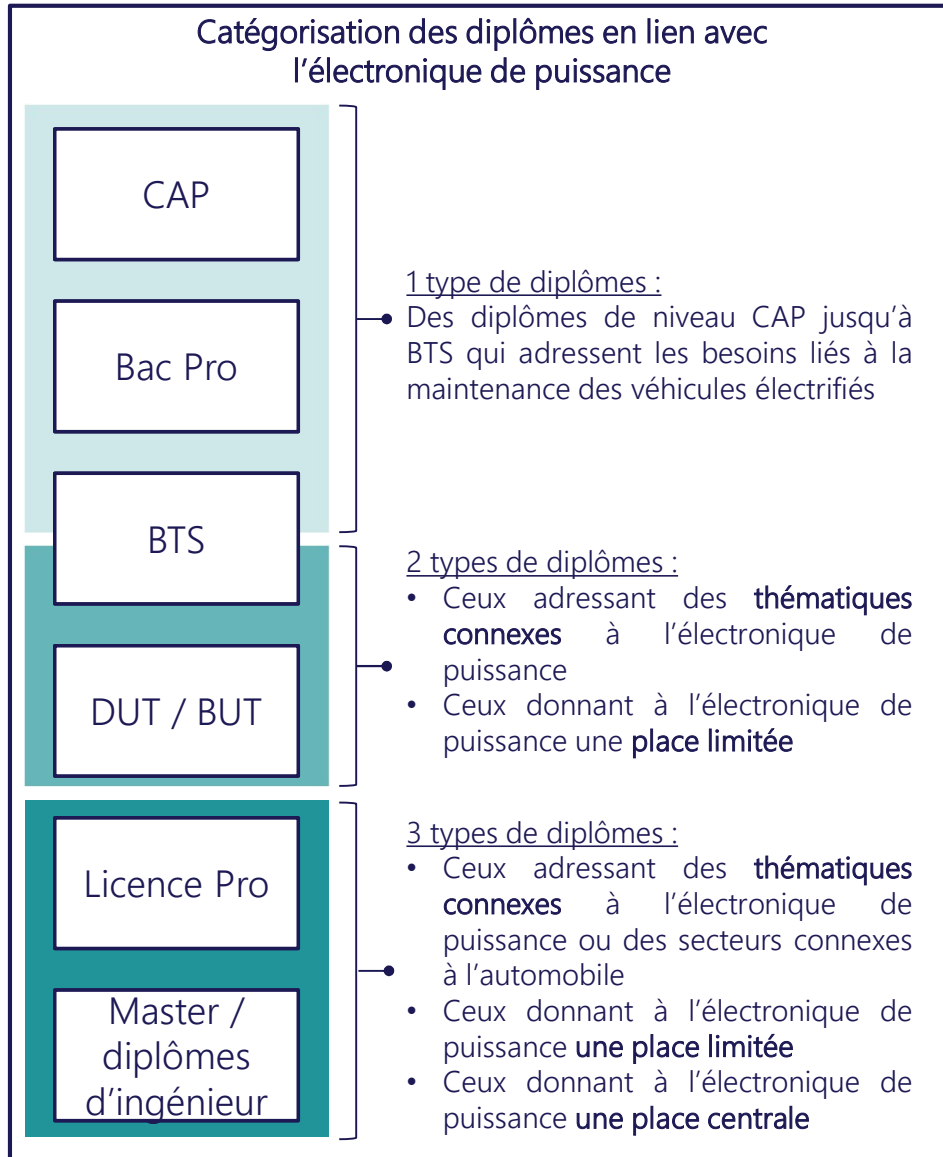 Catégorisation des diplômes en lien avec
l’électronique de puissance
CAP
Bac Pro
BTS
DUT / BUT
Licence Pro
Master /
diplômes
d’ingénieur
1 type de diplômes :
Des diplômes de niveau CAP jusqu’à
BTS qui adressent les besoins liés à la
maintenance des véhicules électrifiés
2 types de diplômes :
• Ceux adressant des thématiques
connexes à l’électronique de
puissance
• Ceux donnant à l’électronique de
puissance une place limitée
3 types de diplômes :
• Ceux adressant des thématiques
connexes à l’électronique de
puissance ou des secteurs connexes
à l’automobile
• Ceux donnant à l’électronique de
puissance une place limitée
• Ceux donnant à l’électronique de
puissance une place centrale